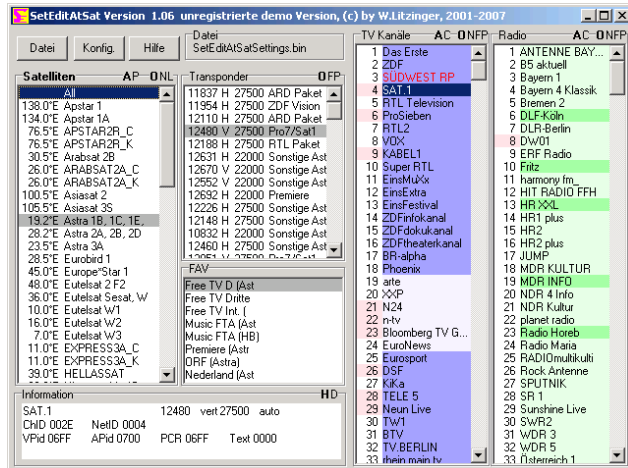 SetEditAtSat Version 1.06 unregistrierte demo Version, (c) by W.Litzinger, 2001-2007
Datei
Konfig.
Hilfe
Datei
SetEditAtSatSettings.bin
Satelliten AP ONL
All
138.0°E Apstar 1
134.0°E Apstar 1A
76.5°E APSTAR2R_C
76.5°E APSTAR2R_K
30.5°E Arabsat 2B
26.0°E ARABSAT2A_C
26.0°E ARABSAT2A_K
100.5°E Asiasat 2
105.5°E Asiasat 3S
19.2°E Astra 1B, 1C, 1E,
28.2°E Astra 2A, 2B, 2D
23.5°E Astra 3A
28.5°E Eurobird 1
45.0°E Europe*Star 1
48.0°E Eutelsat 2 F2
36.0°E Eutelsat Sesat, W
10.0°E Eutelsat W1
16.0°E Eutelsat W2
7.0°E Eutelsat W3
11.0°E EXPRESS3A_C
11.0°E EXPRESS3A_K
39.0°E HELLASSAT
Transponder OFP
11837 H 27500 ARD Paket
11954 H 27500 ZDF Vision
12110 H 27500 ARD Paket
12480 V 27500 Pro7/Sat1
12188 H 27500 RTL Paket
12631 H 22000 Sonstige Ast
12670 V 22000 Sonstige Ast
12552 V 22000 Sonstige Ast
12692 H 22000 Premiere
12226 H 27500 Sonstige Ast
12148 H 27500 Sonstige Ast
10832 H 22000 Sonstige Ast
12460 H 27500 Sonstige Ast
12051 V 27500 Pro7/Sat1
FAV
Free TV D (Ast
Free TV Dritte
Free TV Int. (
Music FTA (Ast
Music FTA (HB)
Premiere (Astr
ORF (Astra)
Nederland (Ast
Information HD
SAT.1 12480 vert 27500 auto
ChID 002E NetID 0004
VPid 06FF APid 0700 PCR 06FF Text 0000
TV Kanäle AC ONFP
1 Das Erste
2 ZDF
3 SÜDWEST RP
4 SAT.1
5 RTL Television
6 ProSieben
7 RTL2
8 VOX
9 KABEL1
10 Super RTL
11 EinsMuXx
12 EinsExtra
13 EinsFestival
14 ZDFinfokanal
15 ZDFdokukanal
16 ZDFtheaterkanal
17 BR-alpha
18 Phoenix
19 arte
20 XXP
21 N24
22 n-tv
23 Bloomberg TV G...
24 EuroNews
25 Eurosport
26 DSF
27 KiKa
28 TELE 5
29 Neun Live
30 TW1
31 BTV
32 TV.BERLIN
33 rhein main tv
Radio AC ONFP
1 ANTENNE BAY...
2 B5 aktuell
3 Bayern 1
4 Bayern 4 Klassik
5 Bremen 2
6 DLF-Köln
7 DLR-Berlin
8 DW01
9 ERF Radio
10 Fritz
11 harmony fm_
12 HIT RADIO FFH
13 HR XXL
14 HR1 plus
15 HR2
16 HR2 plus
17 JUMP
18 MDR KULTUR
19 MDR INFO
20 NDR 4 Info
21 NDR Kultur
22 planet radio
23 Radio Horeb
24 Radio Maria
25 RADIOmultikulti
26 Rock Antenne
27 SPUTNIK
28 SR 1
29 Sunshine Live
30 SWR2
31 WDR 3
32 WDR 5
33 Österreich 1